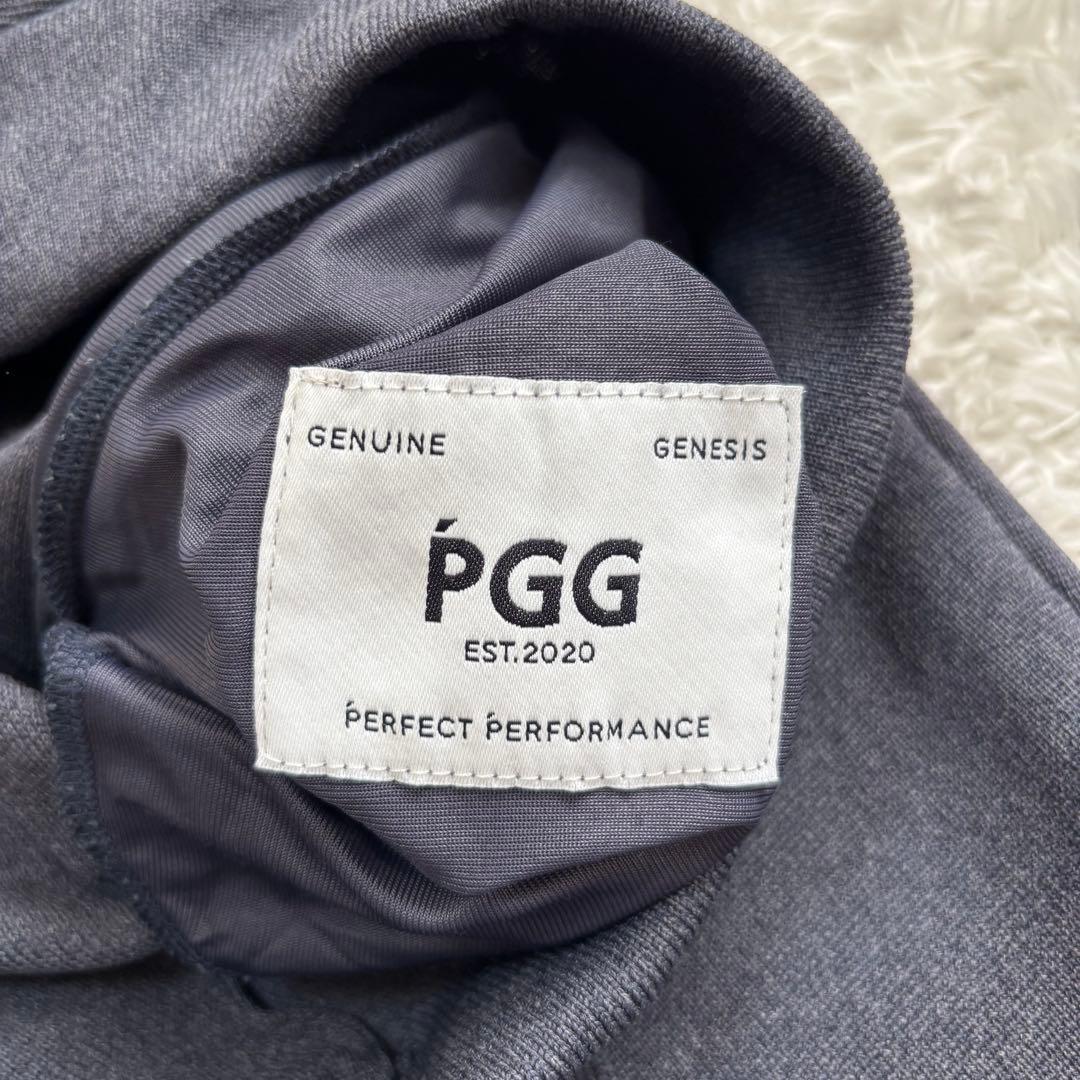 GENUINE GENESIS
ṔGG
EST.2020
ṔERFECT ṔERFORMANCE